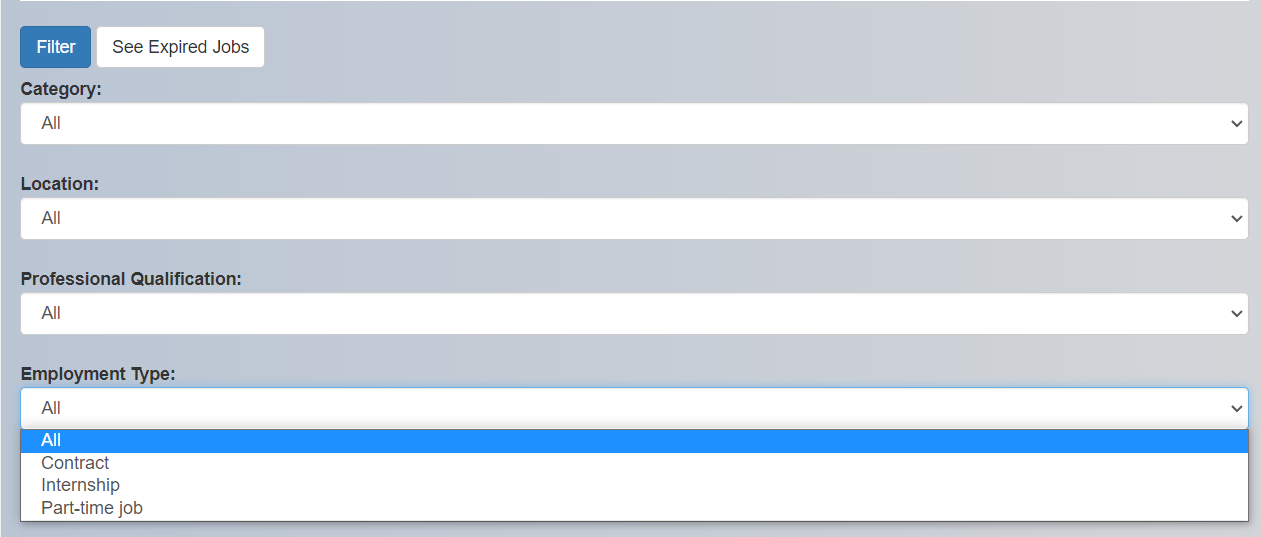 Filter See Expired Jobs
Category:
All
Location:
All
Professional Qualification:
All
Employment Type:
All
All
Contract
Internship
Part-time job